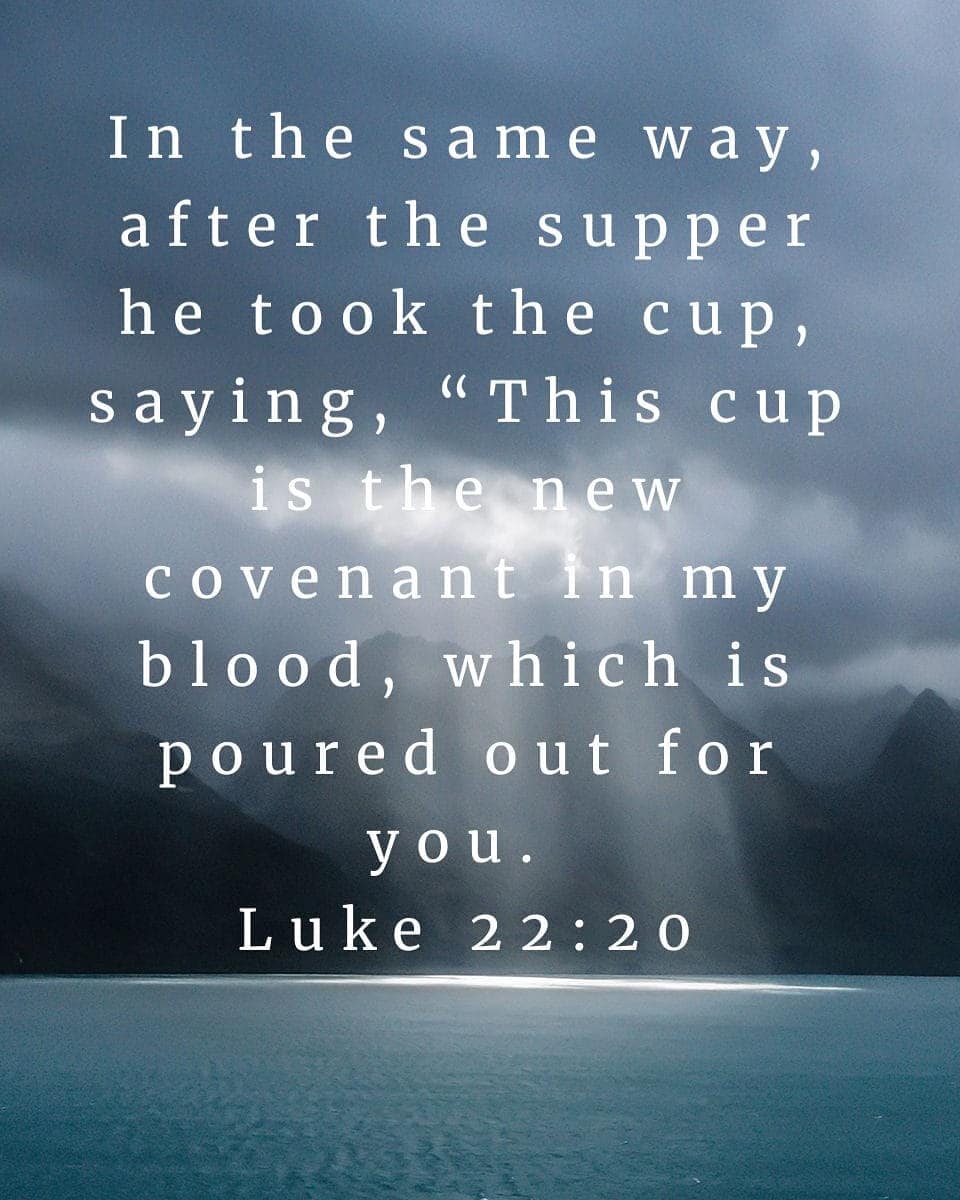 In the same way,
after the supper
he took the cup,
saying, “This cup
is the new
covenant in my
blood, which is
poured out for
you.
Luke 22:20